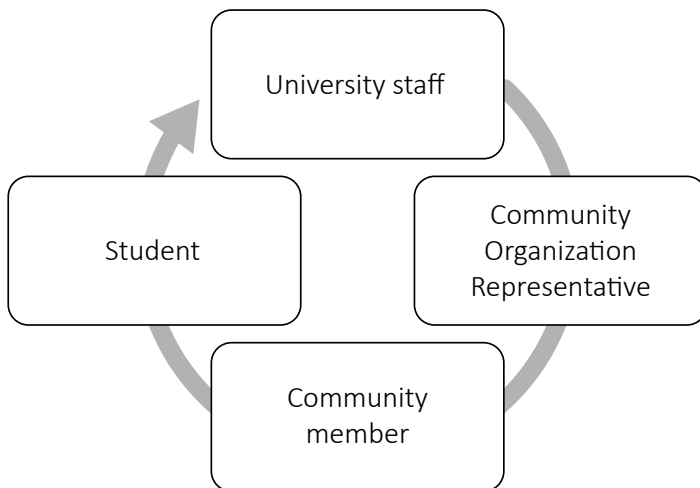 University staff
Community
Organization
Representative
Student
Community
member